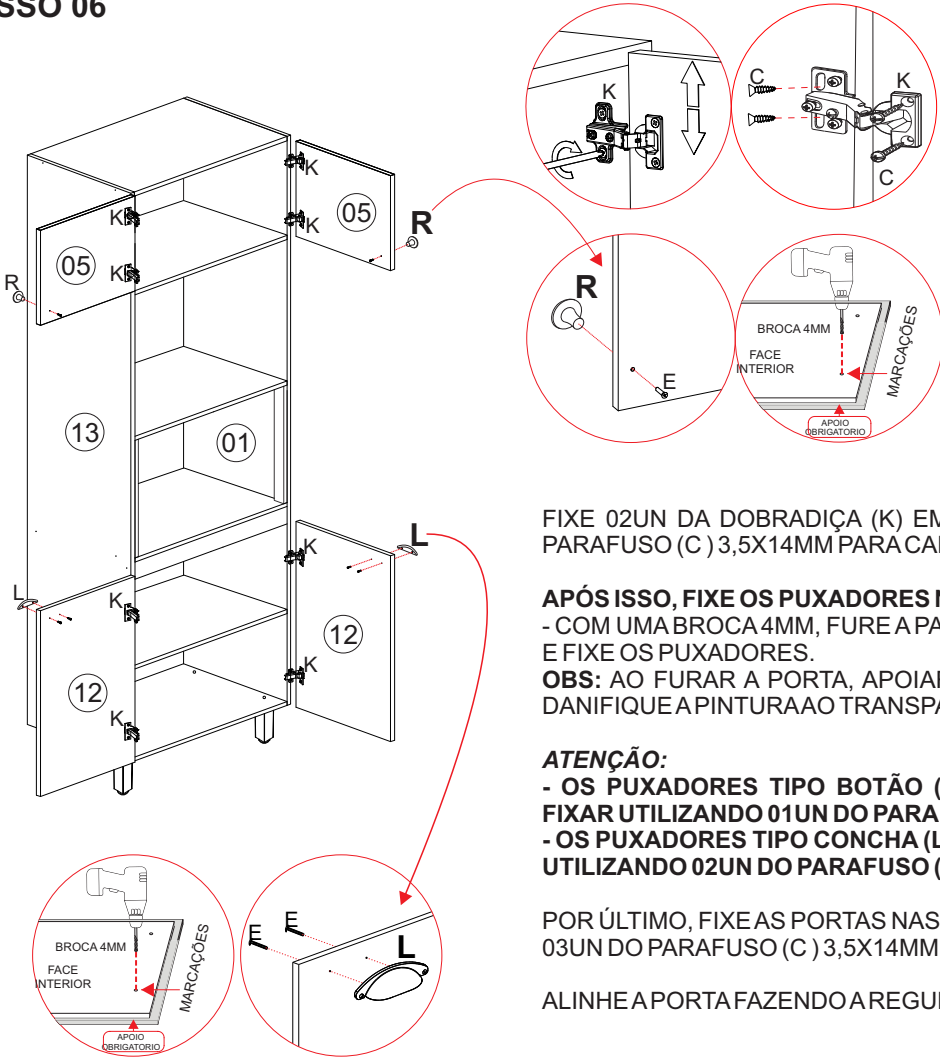 SSO 06
C
K
K
C
K
K
05
R
K
05
K
R
R
E
BROCA 4MM
FACE
INTERIOR
MARCAÇÕES
APOIO
OBRIGATORIO
13
01
FIXE 02UN DA DOBRADIÇA (K) EM
PARAFUSO (C ) 3,5X14MM PARA CA
APÓS ISSO, FIXE OS PUXADORES N
- COM UMA BROCA 4MM, FURE A PA
E FIXE OS PUXADORES.
OBS: AO FURAR A PORTA, APOIA
DANIFIQUE A PINTURA AO TRANSPA
ATENÇÃO:
- OS PUXADORES TIPO BOTÃO (
FIXAR UTILIZANDO 01UN DO PARA
- OS PUXADORES TIPO CONCHA (L
UTILIZANDO 02UN DO PARAFUSO (
POR ÚLTIMO, FIXE AS PORTAS NAS
03UN DO PARAFUSO (C ) 3,5X14MM
ALINHE A PORTA FAZENDO A REGU
L
K
L
K
12
K
12
K
BROCA 4MM
FACE
INTERIOR
MARCAÇÕES
APOIO
OBRIGATORIO
E
E
L